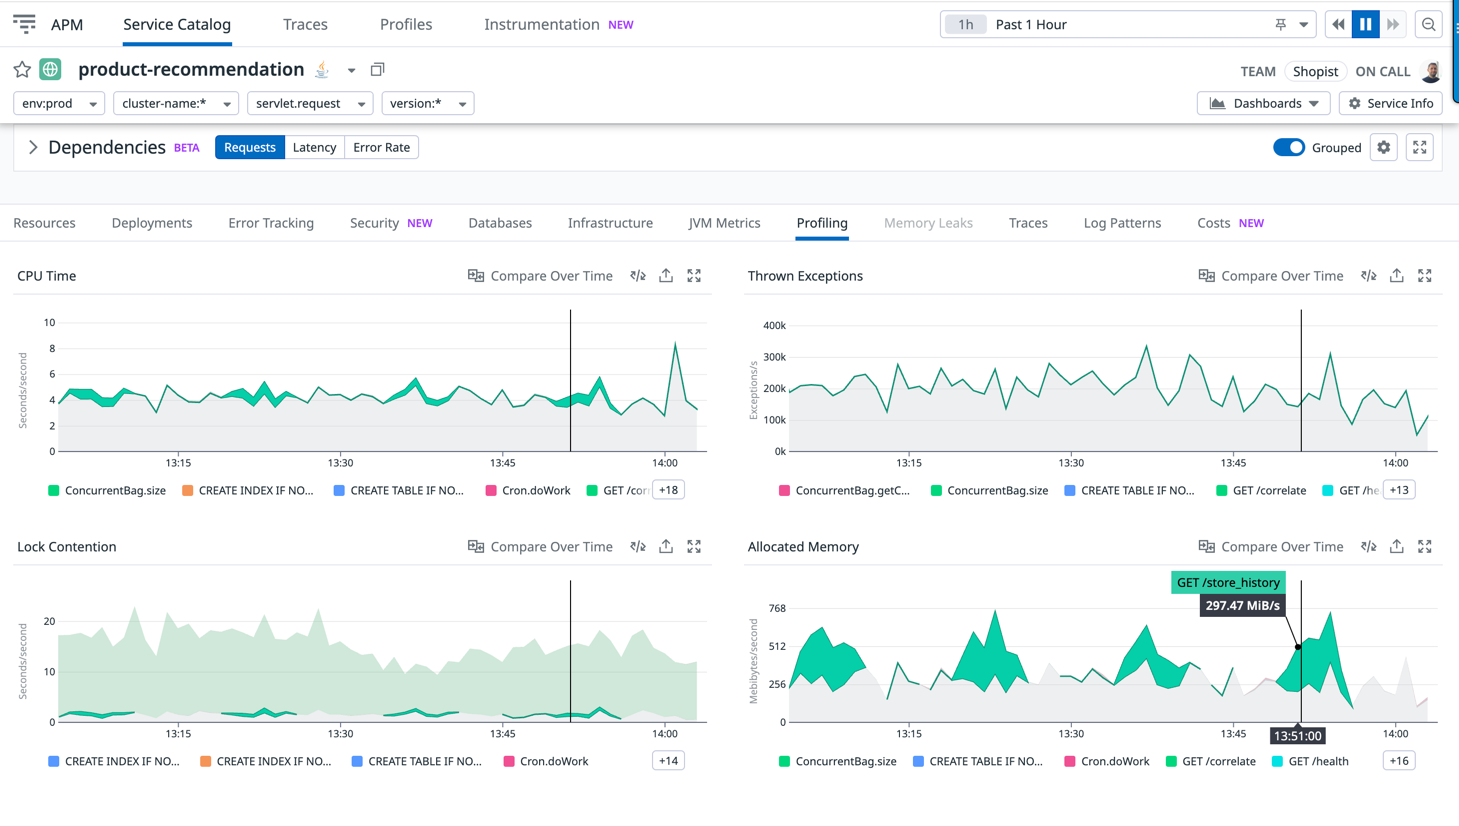 APM
Service Catalog
Traces
Profiles
Instrumentation NEW
1h Past 1 Hour
product-recommendation
TEAM Shopist ON CALL
env:prod
cluster-name:*
servlet.request
version:*
Dashboards
Service Info
Dependencies BETA
Requests
Latency
Error Rate
Grouped
Resources
Deployments
Error Tracking
Security NEW
Databases
Infrastructure
JVM Metrics
Profiling
Memory Leaks
Traces
Log Patterns
Costs NEW
CPU Time
Compare Over Time
Seconds/second
10
8
6
4
2
0
13:15
13:30
13:45
14:00
ConcurrentBag.size
CREATE INDEX IF NO...
CREATE TABLE IF NO...
Cron.doWork
GET /cor
+18
Thrown Exceptions
Compare Over Time
Exceptions/s
400k
300k
200k
100k
0k
13:15
13:30
13:45
14:00
ConcurrentBag.getC...
ConcurrentBag.size
CREATE TABLE IF NO...
GET /correlate
GET /he
+13
Lock Contention
Compare Over Time
Seconds/second
20
10
0
13:15
13:30
13:45
14:00
CREATE INDEX IF NO...
CREATE INDEX IF NO...
CREATE TABLE IF NO...
Cron.doWork
+14
Allocated Memory
Compare Over Time
GET /store_history
297.47 MiB/s
Mebibytes/second
768
512
256
0
13:15
13:30
13:45
13:51:00
14:00
ConcurrentBag.size
CREATE TABLE IF NO...
Cron.doWork
GET /correlate
GET /health
+16